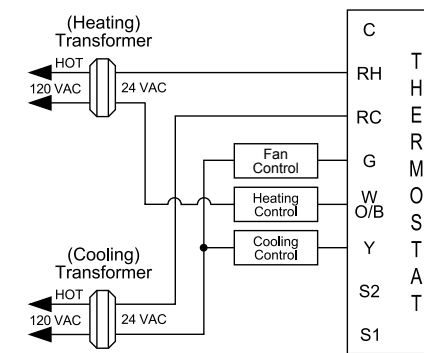 (Heating)
Transformer
HOT
120 VAC
24 VAC
(Cooling)
Transformer
HOT
120 VAC
24 VAC
Fan
Control
Heating
Control
Cooling
Control
C
RH
RC
G
W
O/B
Y
S2
S1
THERMOSTAT